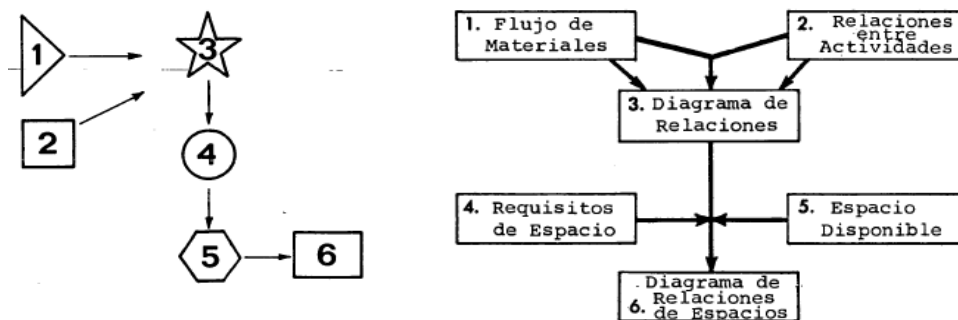 1
3
2
4
5
6
1. Flujo de
Materiales
2. Relaciones
entre
Actividades
3. Diagrama de
Relaciones
4. Requisitos
de Espacio
5. Espacio
Disponible
Diagrama de
6. Relaciones
de Espacios